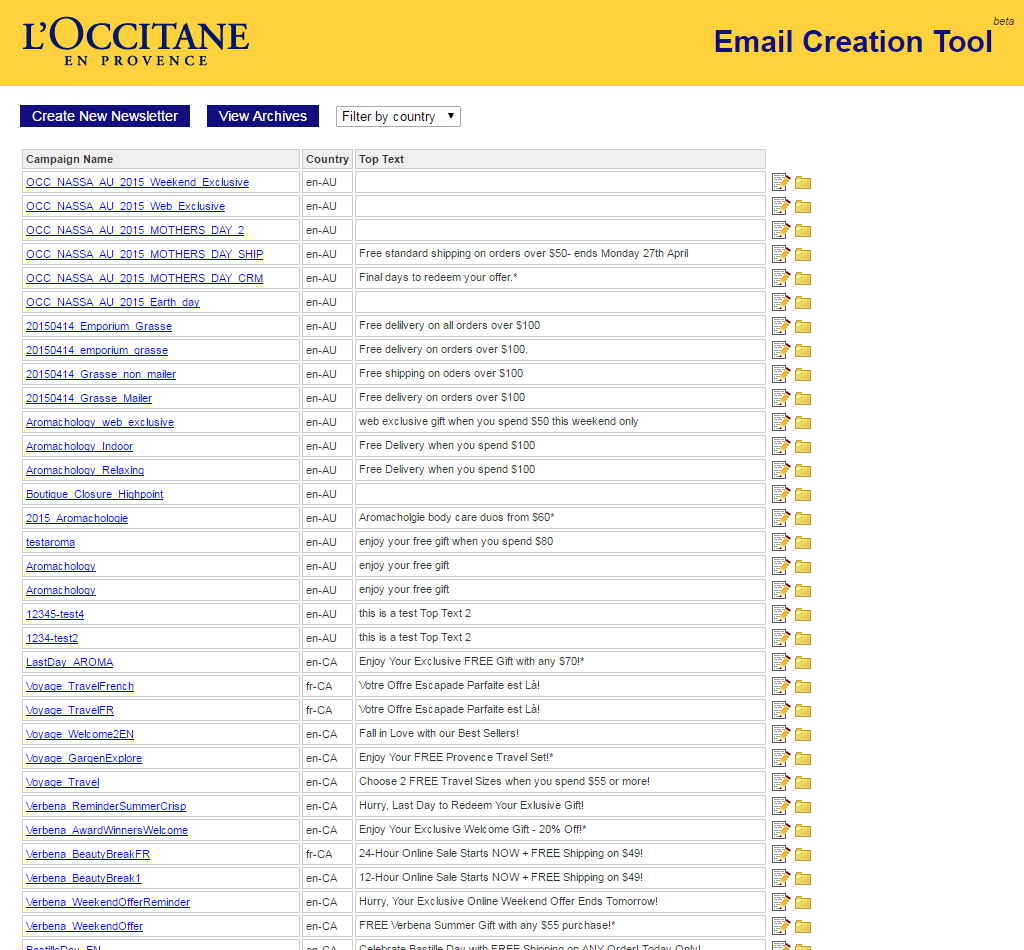 L'OCCITANE
EN PROVENCE
beta
Email Creation Tool
Create New Newsletter View Archives Filter by country
Campaign Name Country Top Text
OCC_NASSA_AU_2015_Weekend_Exclusive en-AU
OCC_NASSA_AU_2015_Web_Exclusive en-AU
OCC_NASSA_AU_2015_MOTHERS_DAY_2 en-AU
OCC_NASSA_AU_2015_MOTHERS_DAY_SHIP en-AU Free standard shipping on orders over $50- ends Monday 27th April
OCC_NASSA_AU_2015_MOTHERS_DAY_CRM en-AU Final days to redeem your offer.*
OCC_NASSA_AU_2015_Earth_day en-AU
20150414_Emporium_Grasse en-AU Free delilvery on all orders over $100
20150414_emporium_grasse en-AU Free delivery on orders over $100.
20150414_Grasse_non_mailer en-AU Free shipping on oders over $100
20150414_Grasse_Mailer en-AU Free delivery on orders over $100
Aromachology_web_exclusive en-AU web exclusive gift when you spend $50 this weekend only
Aromachology_Indoor en-AU Free Delivery when you spend $100
Aromachology_Relaxing en-AU Free Delivery when you spend $100
Boutique_Closure_Highpoint en-AU
2015_Aromachologie en-AU Aromacholgie body care duos from $60*
testaroma en-AU enjoy your free gift when you spend $80
Aromachology en-AU enjoy your free gift
Aromachology en-AU enjoy your free gift
12345-test4 en-AU this is a test Top Text 2
1234-test2 en-AU this is a test Top Text 2
LastDay_AROMA en-CA Enjoy Your Exclusive FREE Gift with any $70!*
Voyage_TravelFrench fr-CA Votre Offre Escapade Parfaite est Là!
Voyage_TravelFR fr-CA Votre Offre Escapade Parfaite est Là!
Voyage_Welcome2EN en-CA Fall in Love with our Best Sellers!
Voyage_GargenExplore en-CA Enjoy Your FREE Provence Travel Set!*
Voyage_Travel en-CA Choose 2 FREE Travel Sizes when you spend $55 or more!
Verbena_ReminderSummerCrisp en-CA Hurry, Last Day to Redeem Your Exlusive Gift!
Verbena_AwardWinnersWelcome en-CA Enjoy Your Exclusive Welcome Gift - 20% Off!*
Verbena_BeautyBreakFR fr-CA 24-Hour Online Sale Starts NOW + FREE Shipping on $49!
Verbena_BeautyBreak1 en-CA 12-Hour Online Sale Starts NOW + FREE Shipping on $49!
Verbena_WeekendOfferReminder en-CA Hurry, Your Exclusive Online Weekend Offer Ends Tomorrow!
Verbena_WeekendOffer en-CA FREE Verbena Summer Gift with any $55 purchase!*
BastilleDay_EN en-CA Celebrate Bastille Day with FREE Shipping on ANY Order! Today Only!